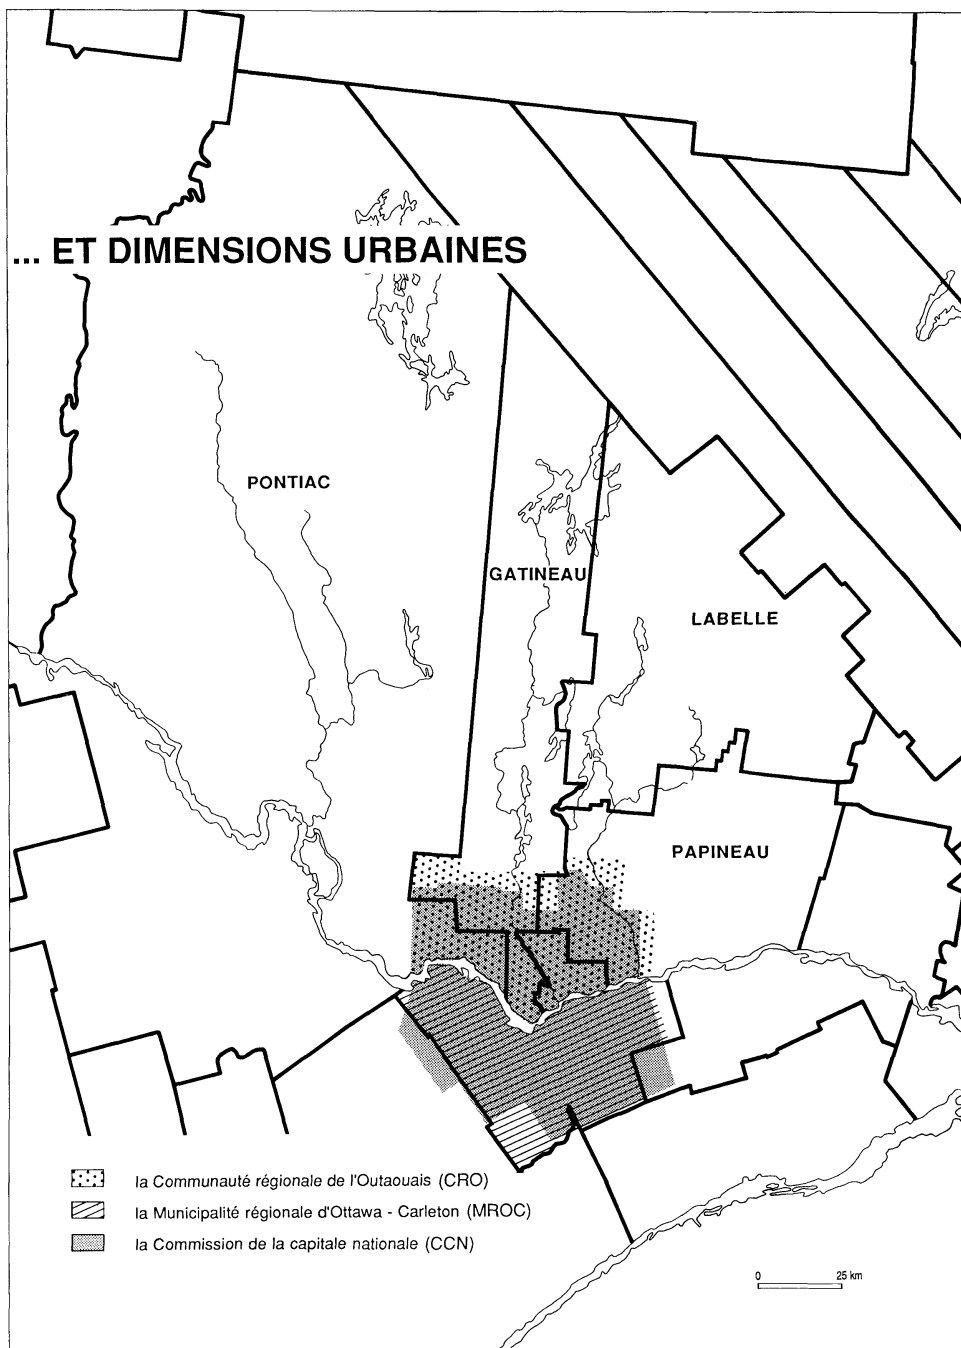 ... ET DIMENSIONS URBAINES
PONTIAC
GATINEAU
LABELLE
PAPINEAU
la Communauté régionale de l'Outaouais (CRO)
la Municipalité régionale d'Ottawa - Carleton (MROC)
la Commission de la capitale nationale (CCN)
0 25 km